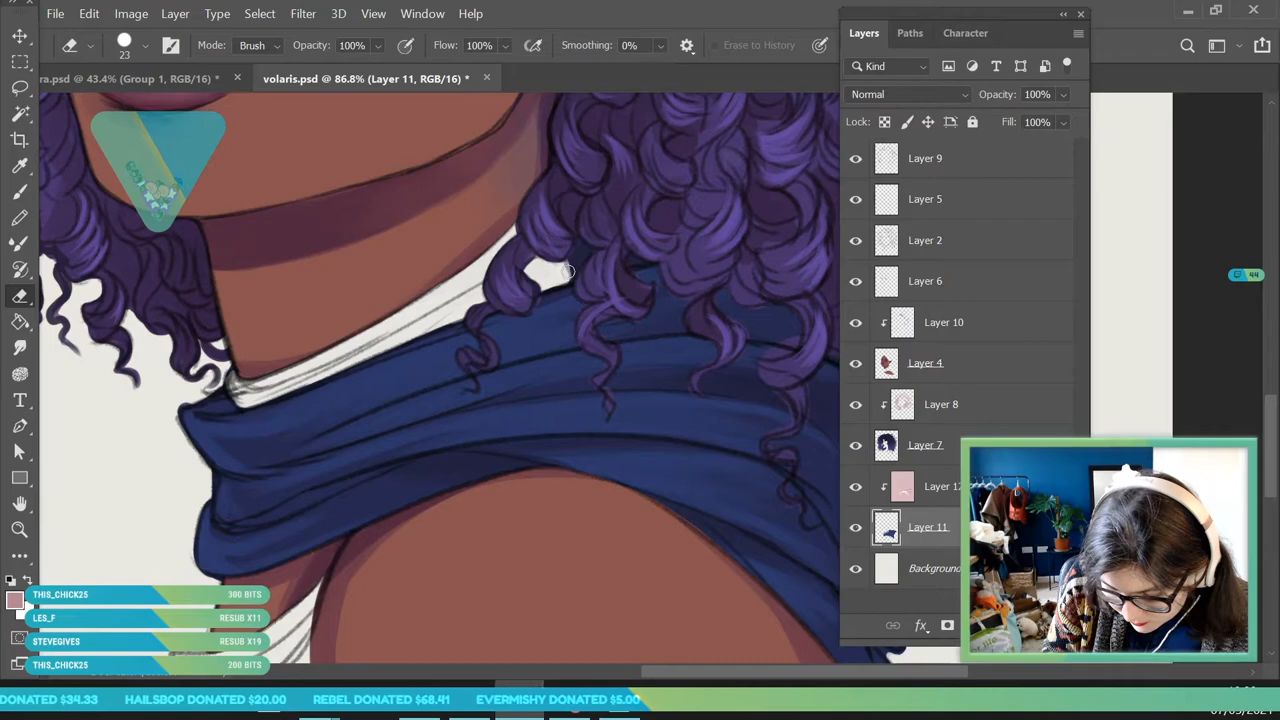 File Edit Image Layer Type Select Filter 3D View Window Help
23 Mode: Brush Opacity: 100% Flow: 100% Smoothing: 0% Erase to History
ra.psd @ 43.4% (Group 1, RGB/16) *
volaris.psd @ 86.8% (Layer 11, RGB/16) *
Layers Paths Character
Kind
Normal Opacity: 100%
Lock: Fill: 100%
Layer 9
Layer 5
Layer 2
Layer 6
Layer 10
Layer 4
Layer 8
Layer 7
Layer 12
Layer 11
Background
fx
44
THIS_CHICK25 300 BITS
LES_F RESUB X11
STEVEGIVES RESUB X19
THIS_CHICK25 200 BITS
DONATED $34.33 HAILSBOP DONATED $20.00 REBEL DONATED $68.41 EVERMISHY DONATED $5.00